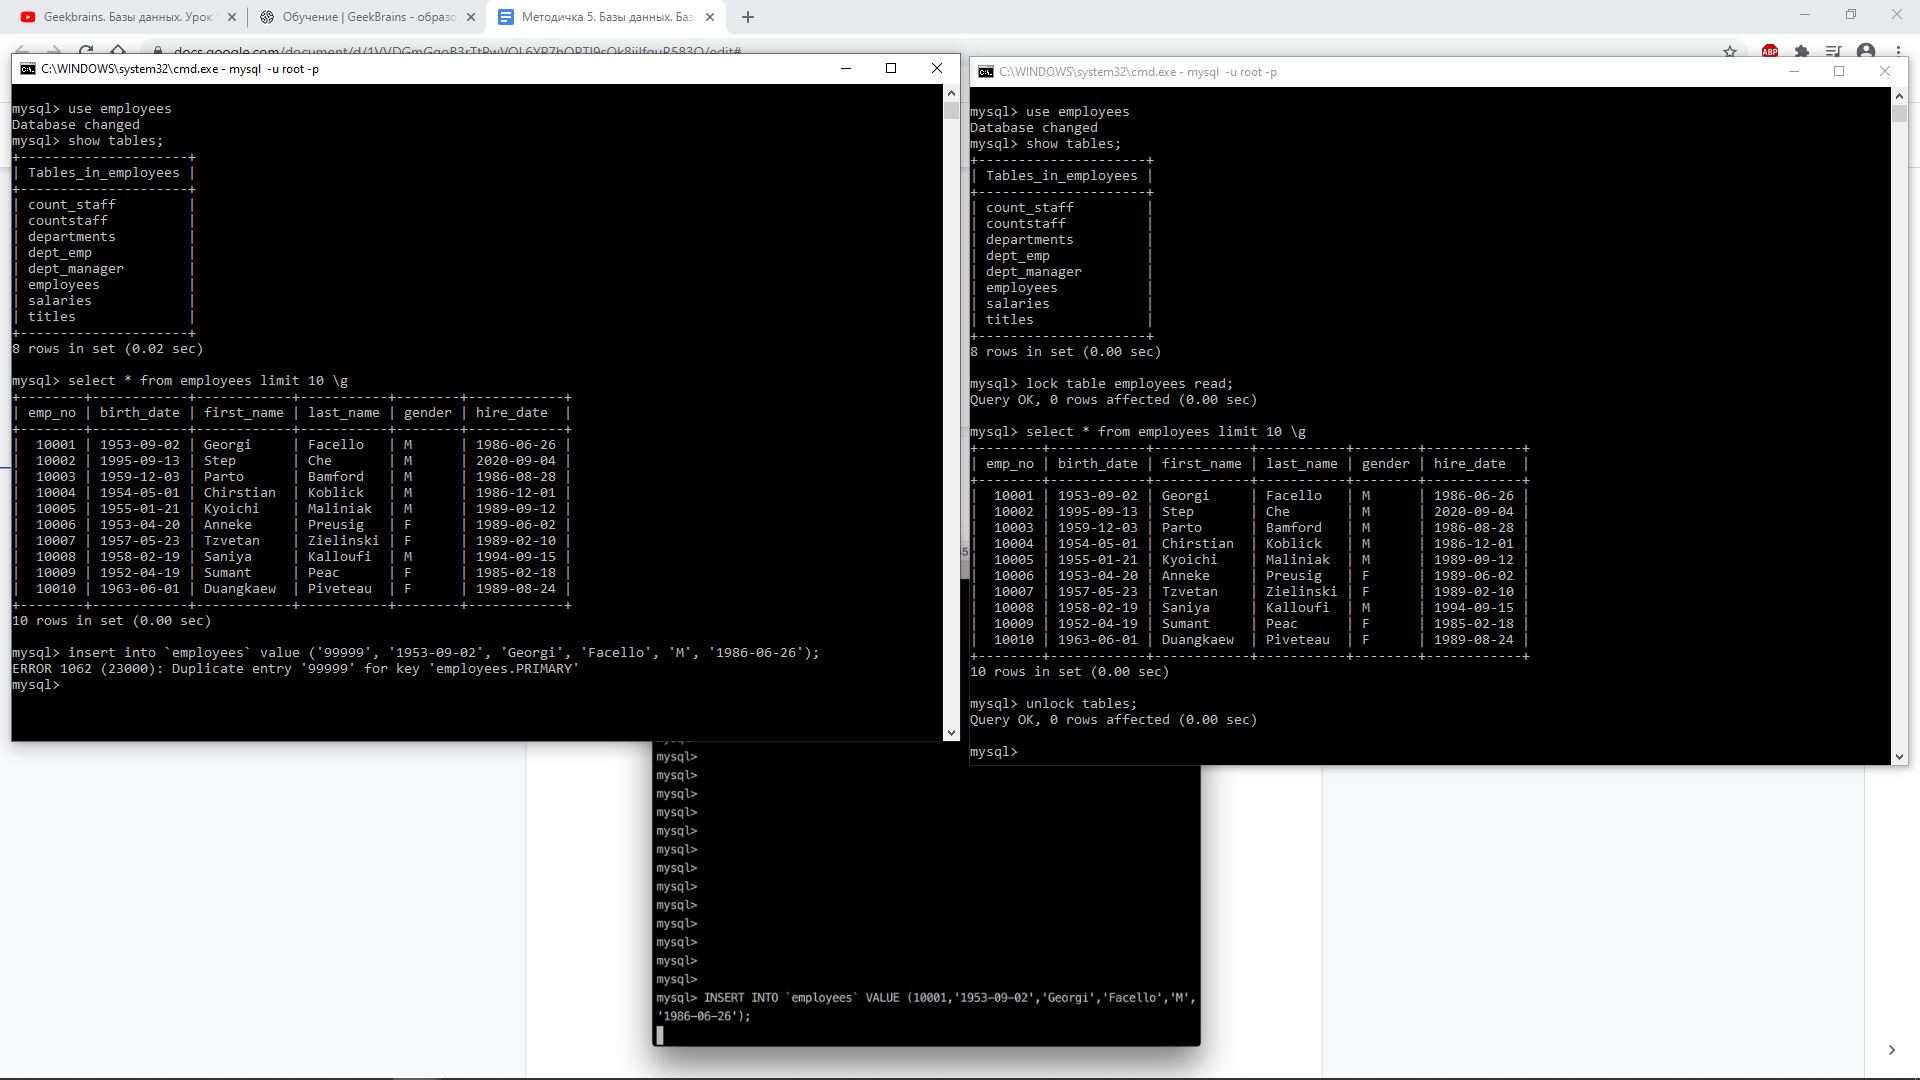 Geekbrains. Базы данных. Урок
Обучение | GeekBrains - образо
Методичка 5. Базы данных. Баз
C:\WINDOWS\system32\cmd.exe - mysql  -u root -p
mysql> use employees
Database changed
mysql> show tables;
+---------------------+
| Tables_in_employees |
+---------------------+
| count_staff         |
| countstaff          |
| departments         |
| dept_emp            |
| dept_manager        |
| employees           |
| salaries            |
| titles              |
+---------------------+
8 rows in set (0.02 sec)
mysql> select * from employees limit 10 \g
+--------+------------+------------+-----------+--------+------------+
| emp_no | birth_date | first_name | last_name | gender | hire_date  |
+--------+------------+------------+-----------+--------+------------+
|  10001 | 1953-09-02 | Georgi     | Facello   | M      | 1986-06-26 |
|  10002 | 1995-09-13 | Step       | Che       | M      | 2020-09-04 |
|  10003 | 1959-12-03 | Parto      | Bamford   | M      | 1986-08-28 |
|  10004 | 1954-05-01 | Chirstian  | Koblick   | M      | 1986-12-01 |
|  10005 | 1955-01-21 | Kyoichi    | Maliniak  | M      | 1989-09-12 |
|  10006 | 1953-04-20 | Anneke     | Preusig   | F      | 1989-06-02 |
|  10007 | 1957-05-23 | Tzvetan    | Zielinski | F      | 1989-02-10 |
|  10008 | 1958-02-19 | Saniya     | Kalloufi  | M      | 1994-09-15 |
|  10009 | 1952-04-19 | Sumant     | Peac      | F      | 1985-02-18 |
|  10010 | 1963-06-01 | Duangkaew  | Piveteau  | F      | 1989-08-24 |
+--------+------------+------------+-----------+--------+------------+
10 rows in set (0.00 sec)
mysql> insert into `employees` value ('99999', '1953-09-02', 'Georgi', 'Facello', 'M', '1986-06-26');
ERROR 1062 (23000): Duplicate entry '99999' for key 'employees.PRIMARY'
mysql>
C:\WINDOWS\system32\cmd.exe - mysql  -u root -p
mysql> use employees
Database changed
mysql> show tables;
+---------------------+
| Tables_in_employees |
+---------------------+
| count_staff         |
| countstaff          |
| departments         |
| dept_emp            |
| dept_manager        |
| employees           |
| salaries            |
| titles              |
+---------------------+
8 rows in set (0.00 sec)
mysql> lock table employees read;
Query OK, 0 rows affected (0.00 sec)
mysql> select * from employees limit 10 \g
+--------+------------+------------+-----------+--------+------------+
| emp_no | birth_date | first_name | last_name | gender | hire_date  |
+--------+------------+------------+-----------+--------+------------+
|  10001 | 1953-09-02 | Georgi     | Facello   | M      | 1986-06-26 |
|  10002 | 1995-09-13 | Step       | Che       | M      | 2020-09-04 |
|  10003 | 1959-12-03 | Parto      | Bamford   | M      | 1986-08-28 |
|  10004 | 1954-05-01 | Chirstian  | Koblick   | M      | 1986-12-01 |
|  10005 | 1955-01-21 | Kyoichi    | Maliniak  | M      | 1989-09-12 |
|  10006 | 1953-04-20 | Anneke     | Preusig   | F      | 1989-06-02 |
|  10007 | 1957-05-23 | Tzvetan    | Zielinski | F      | 1989-02-10 |
|  10008 | 1958-02-19 | Saniya     | Kalloufi  | M      | 1994-09-15 |
|  10009 | 1952-04-19 | Sumant     | Peac      | F      | 1985-02-18 |
|  10010 | 1963-06-01 | Duangkaew  | Piveteau  | F      | 1989-08-24 |
+--------+------------+------------+-----------+--------+------------+
10 rows in set (0.00 sec)
mysql> unlock tables;
Query OK, 0 rows affected (0.00 sec)
mysql>
ABP
mysql>
mysql>
mysql>
mysql>
mysql>
mysql>
mysql>
mysql>
mysql>
mysql>
mysql>
mysql>
mysql>
mysql> INSERT INTO `employees` VALUE (10001,'1953-09-02','Georgi','Facello','M',
'1986-06-26');